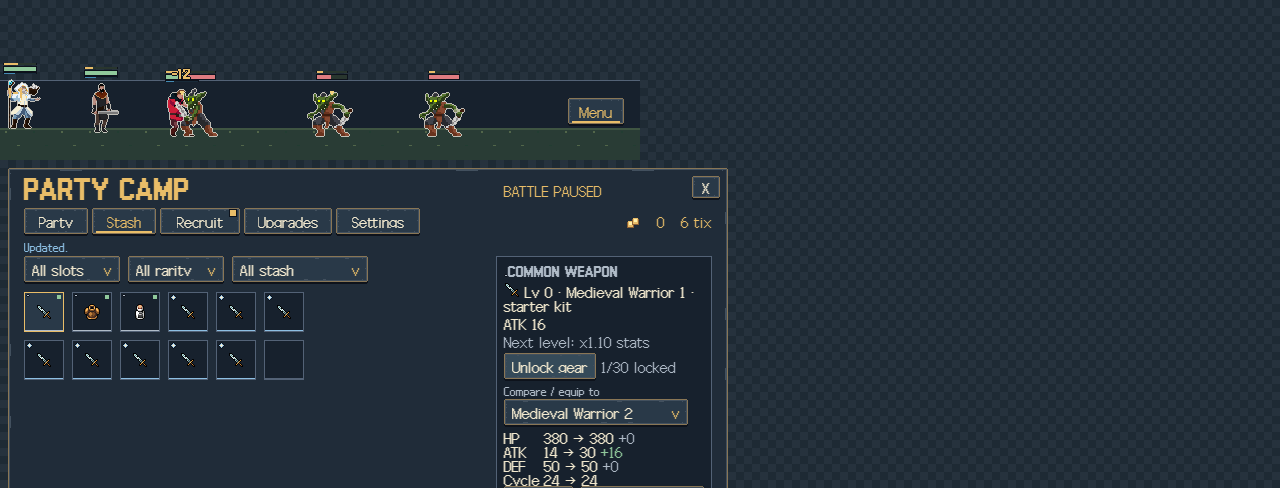 -12
Menu
PARTY CAMP
BATTLE PAUSED
X
Party
Stash
Recruit
Upgrades
Settings
0
6 tix
Updated.
All slots
All rarity
All stash
COMMON WEAPON
Lv 0 · Medieval Warrior 1 ·
starter kit
ATK 16
Next level: x1.10 stats
Unlock gear
1/30 locked
Compare / equip to
Medieval Warrior 2
HP 380 → 380 +0
ATK 14 → 30 +16
DEF 50 → 50 +0
Cycle 24 → 24